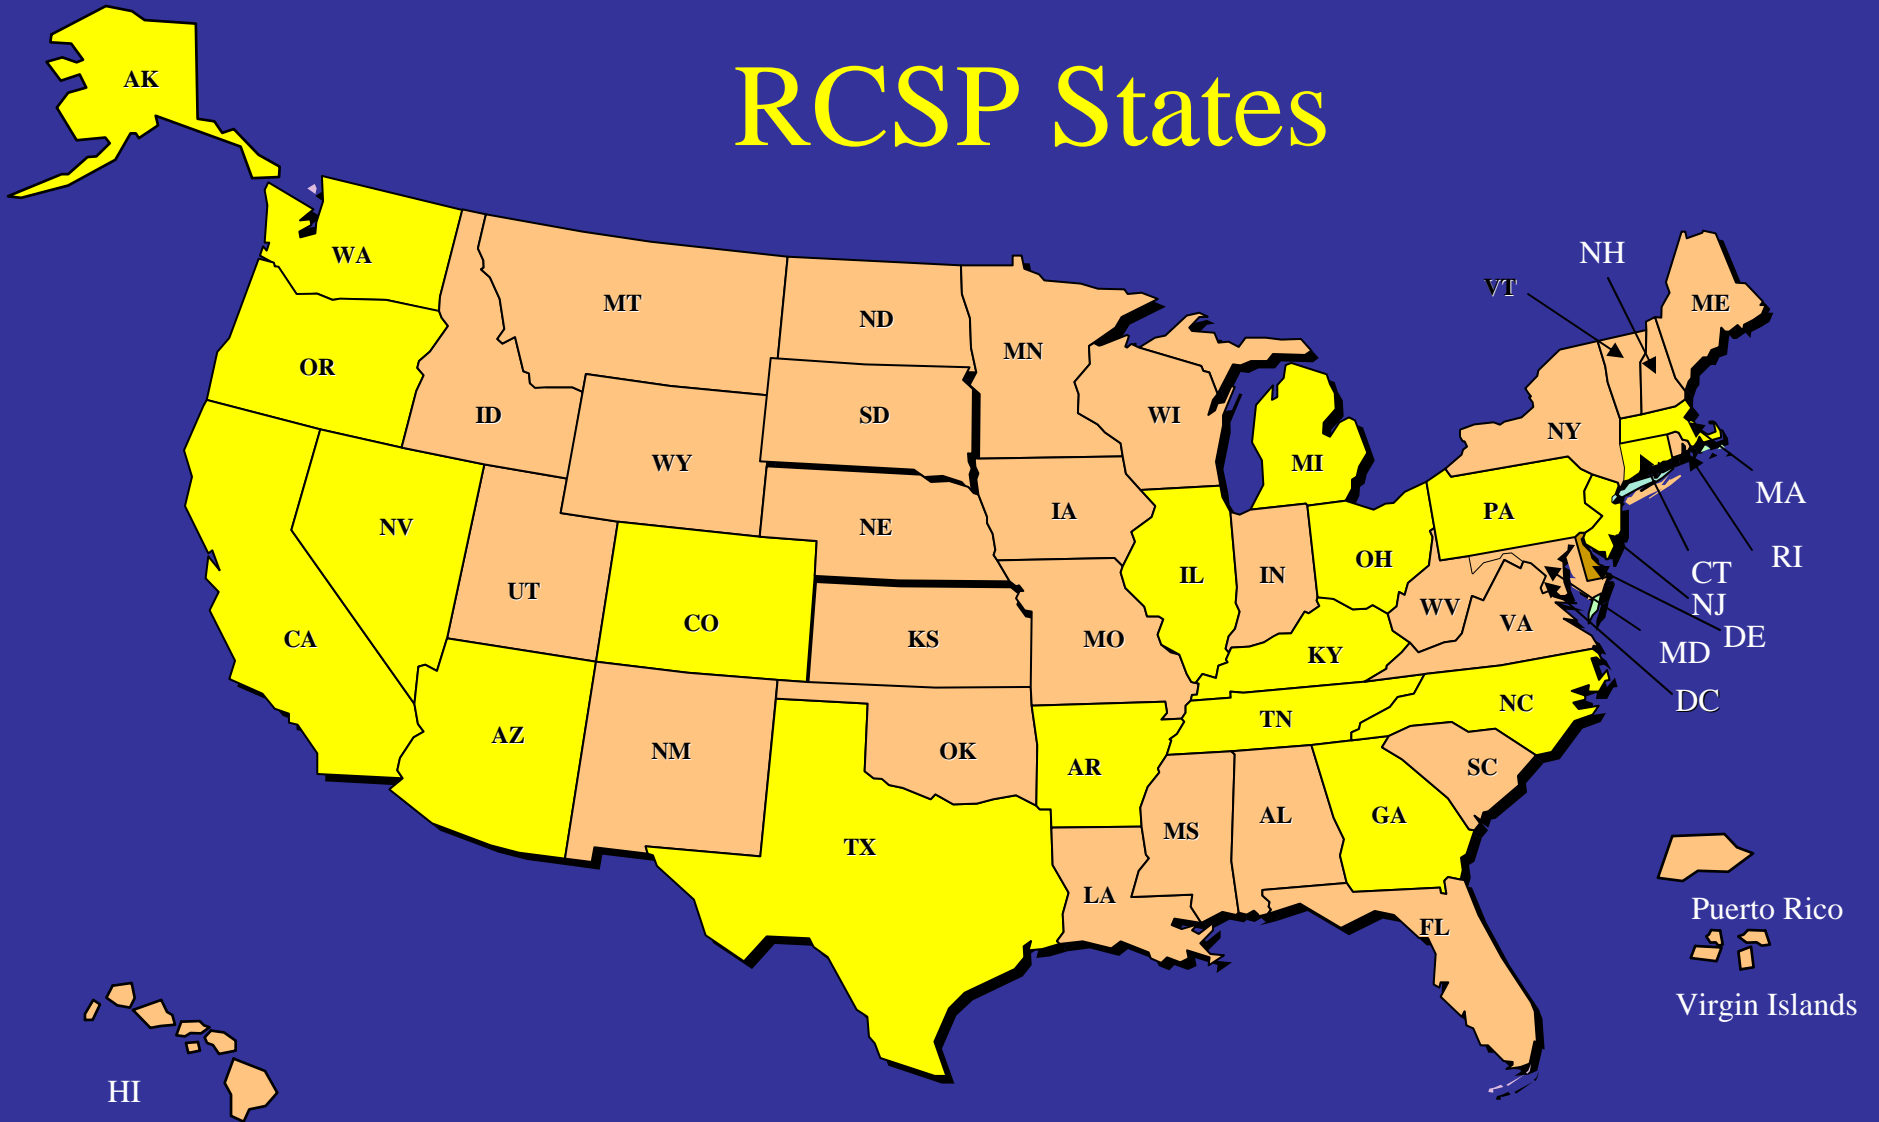 RCSP States
AK
WA
NH
VT
ME
MT
ND
MN
OR
ID
SD
WI
NY
WY
MI
MA
NV
NE
IA
PA
RI
UT
IL
IN
OH
CT
NJ
CO
WV
VA
DE
CA
KS
MO
KY
MD
DC
AZ
NM
OK
TN
NC
AR
SC
TX
MS
AL
GA
LA
FL
Puerto Rico
Virgin Islands
HI